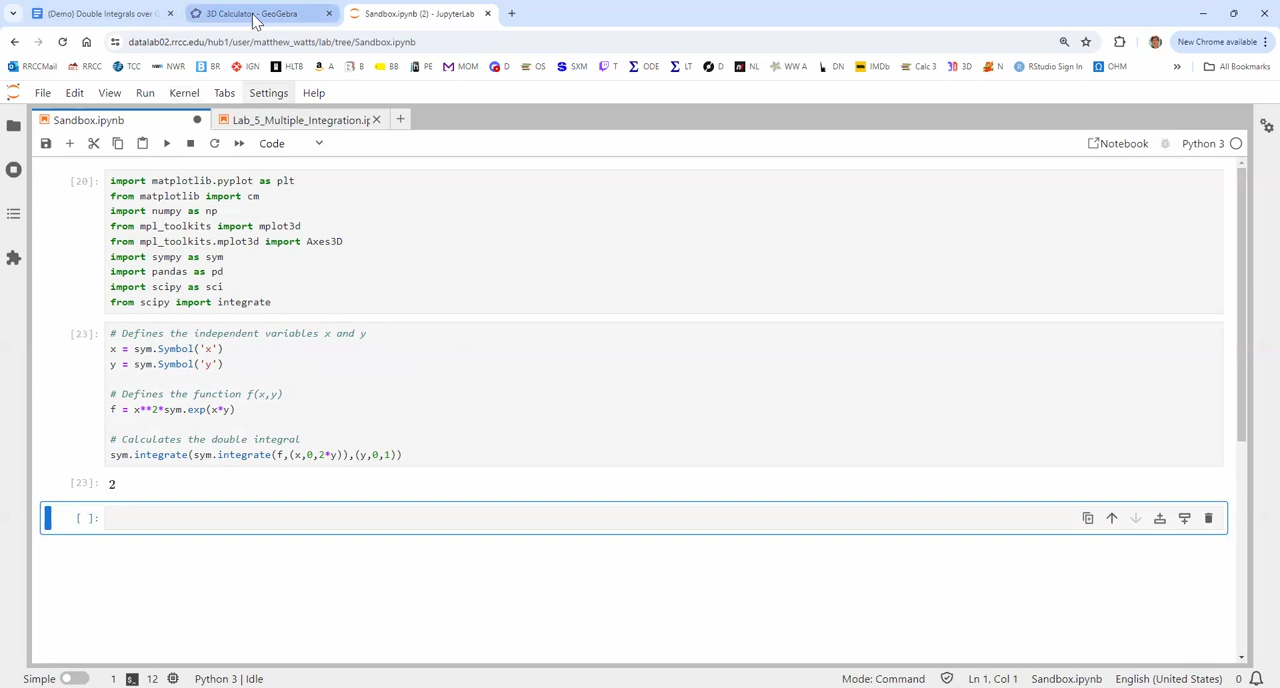 (Demo) Double Integrals over G
3D Calculator - GeoGebra
Sandbox.ipynb (2) - JupyterLab
datalab02.rrcc.edu/hub1/user/matthew_watts/lab/tree/Sandbox.ipynb
New Chrome available
RRCCMail RRCC TCC NWR BR IGN HLTB A B BB PE MOM D OS SXM T ODE LT D NL WW A DN IMDb Calc 3 3D N RStudio Sign In OHM » All Bookmarks
File Edit View Run Kernel Tabs Settings Help
Sandbox.ipynb
Lab_5_Multiple_Integration.ip
Code
Notebook
Python 3
[20]:
import matplotlib.pyplot as plt
from matplotlib import cm
import numpy as np
from mpl_toolkits import mplot3d
from mpl_toolkits.mplot3d import Axes3D
import sympy as sym
import pandas as pd
import scipy as sci
from scipy import integrate
[23]:
# Defines the independent variables x and y
x = sym.Symbol('x')
y = sym.Symbol('y')
# Defines the function f(x,y)
f = x**2*sym.exp(x*y)
# Calculates the double integral
sym.integrate(sym.integrate(f,(x,0,2*y)),(y,0,1))
[23]: 2
[ ]:
Simple 1 12 Python 3 | Idle Mode: Command Ln 1, Col 1 Sandbox.ipynb English (United States) 0